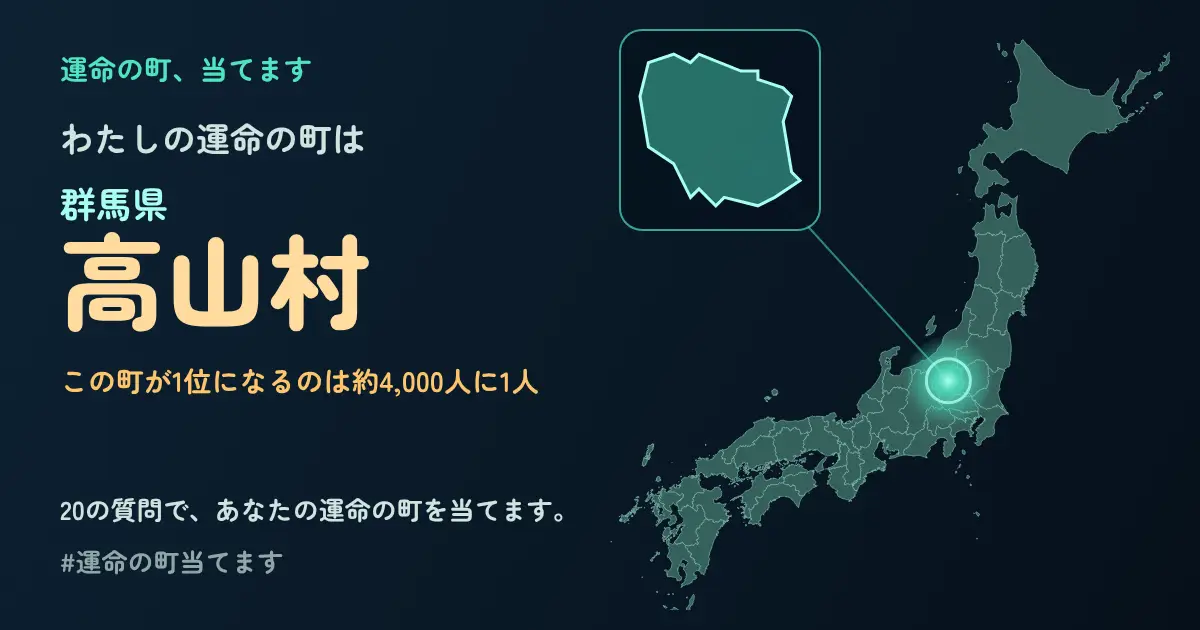 運命の町、当てます
わたしの運命の町は
群馬県
高山村
この町が1位になるのは約4,000人に1人
20の質問で、あなたの運命の町を当てます。
#運命の町当てます